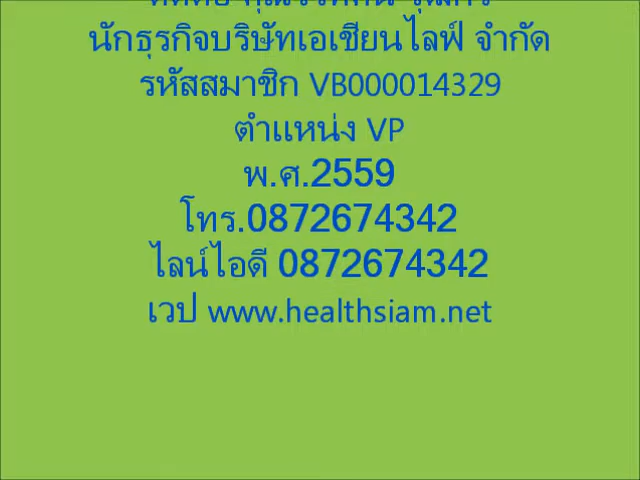 นักธุรกิจบริษัทเอเชียนไลฟ์ จำกัด
รหัสสมาชิก VB000014329
ตำแหน่ง VP
พ.ศ.2559
โทร.0872674342
ไลน์ไอดี 0872674342
เวป www.healthsiam.net